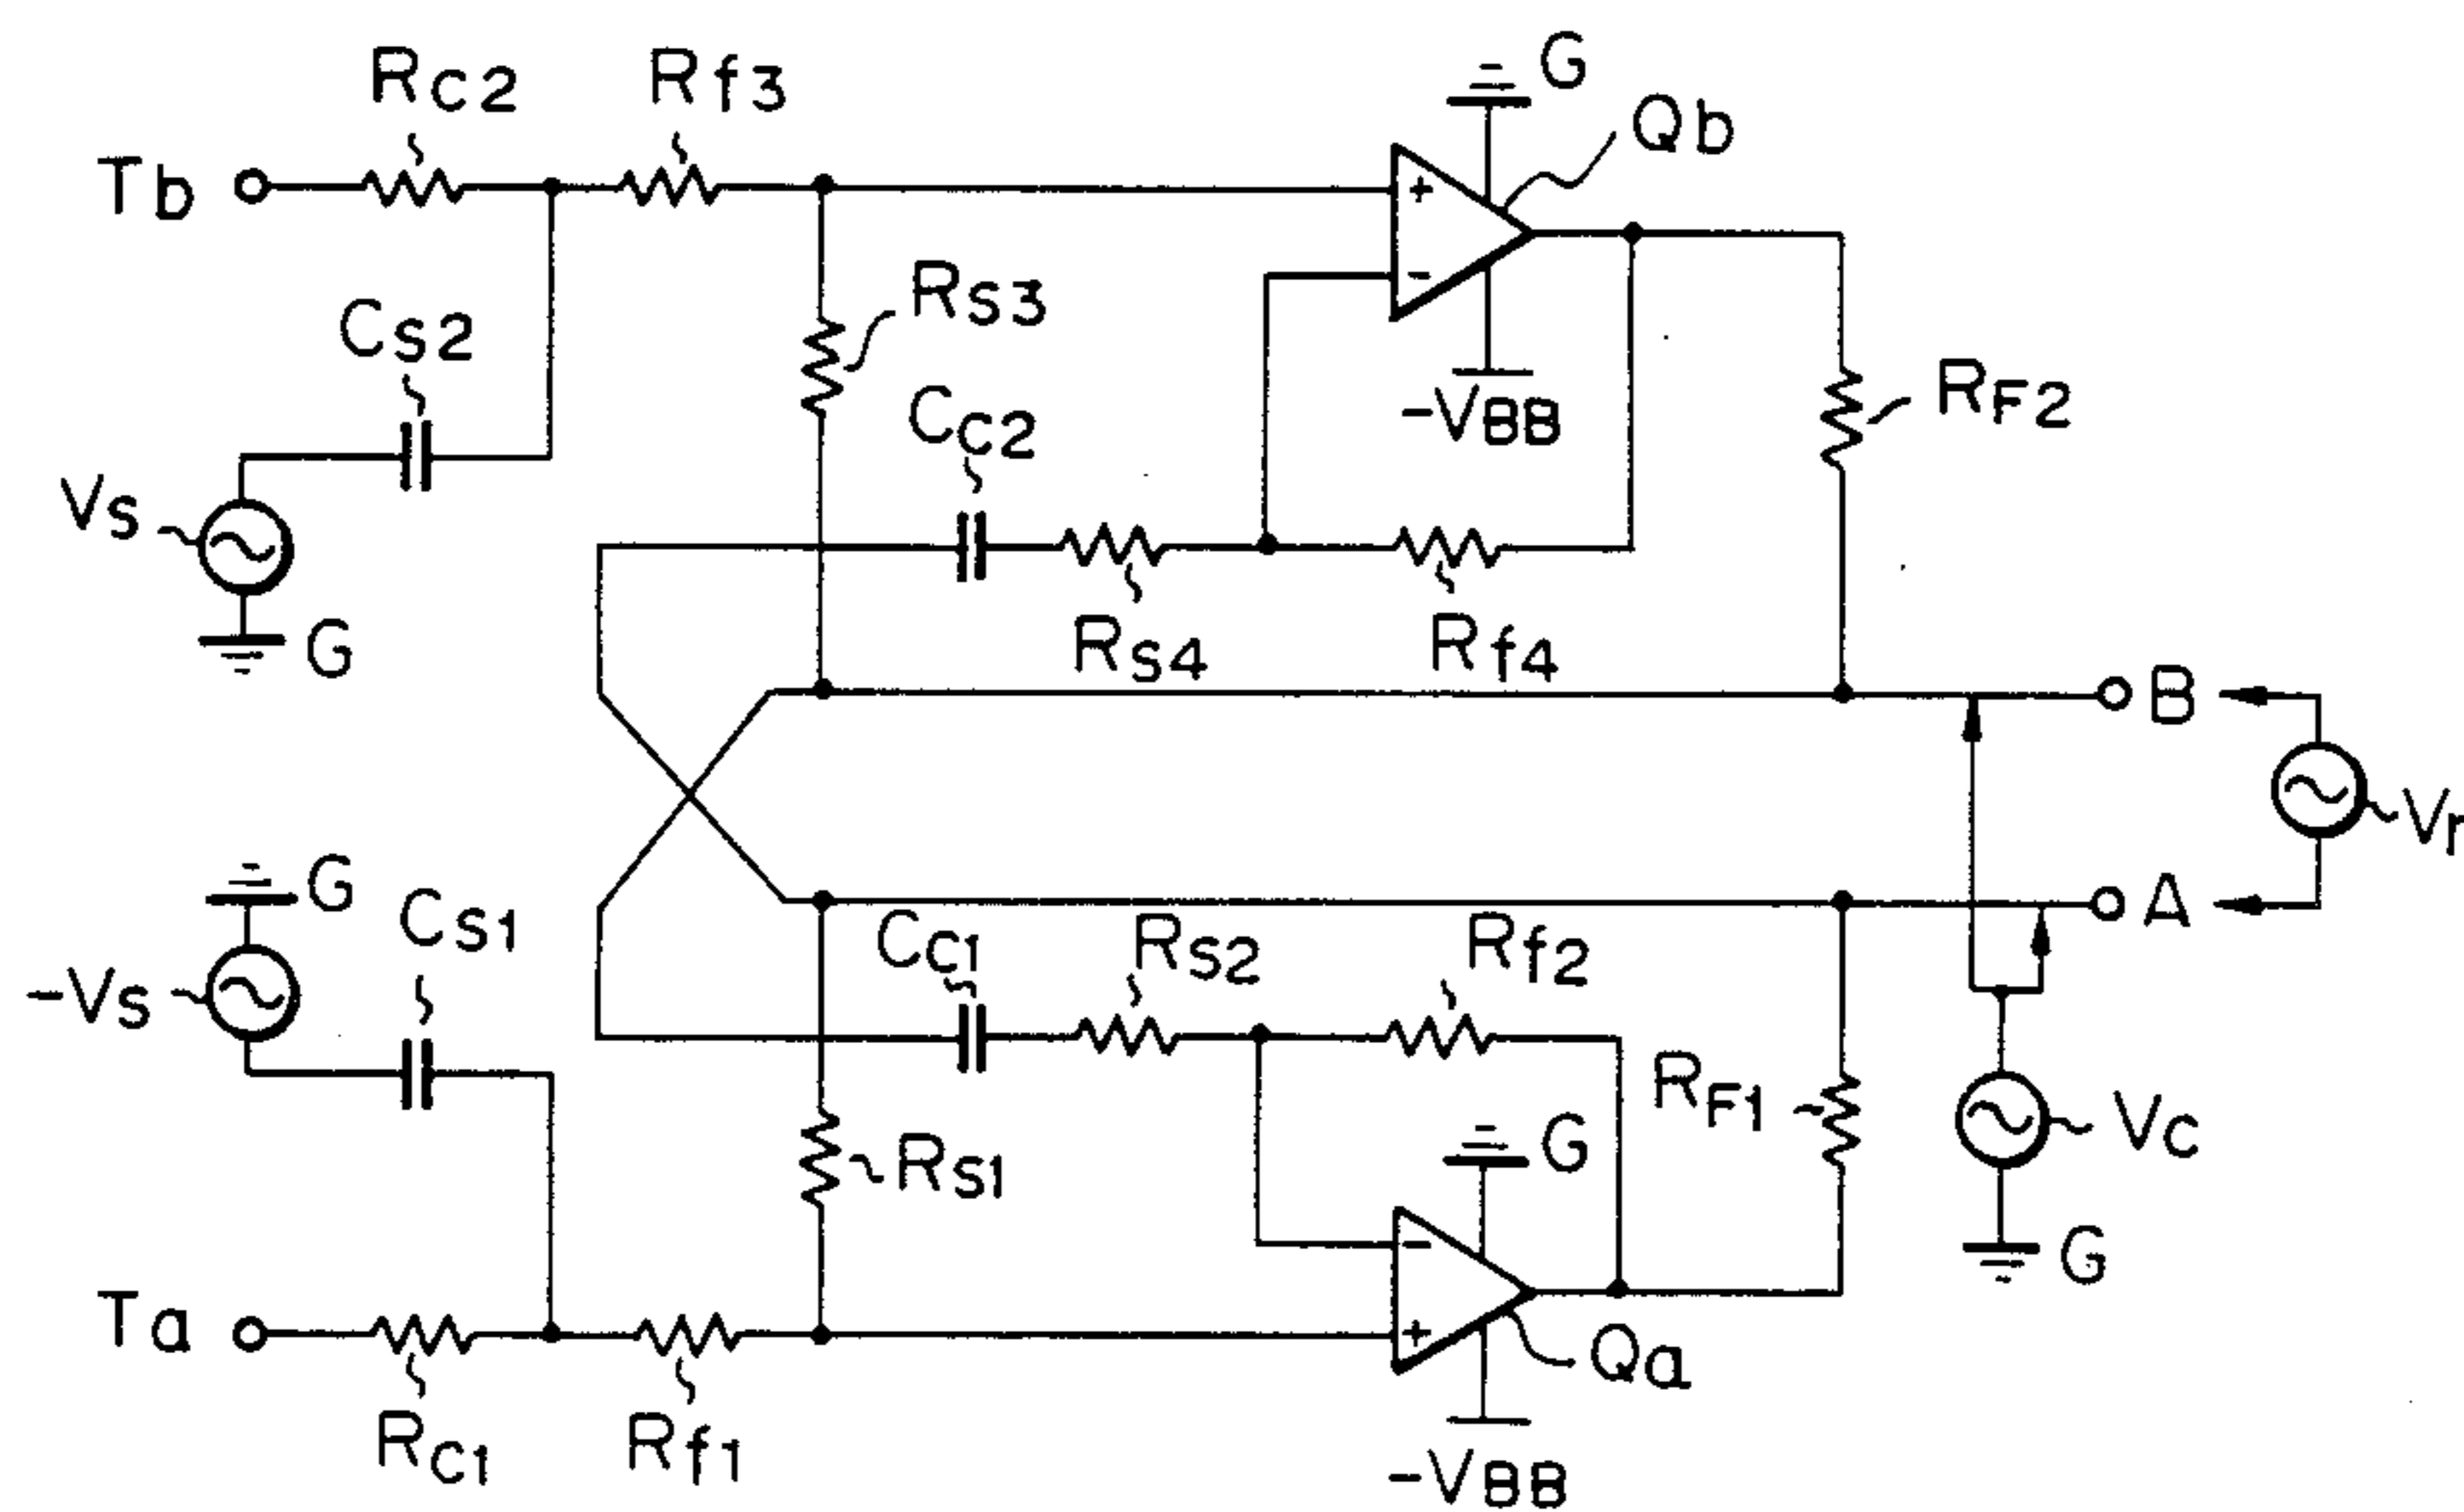 Rc2
Rf3
G
Qb
Tb
Rs3
Cs2
Cc2
-VBB
RF2
Vs
G
Rs4
Rf4
B
Vr
A
G
Cs1
Cc1
Rs2
Rf2
-Vs
RF1
Vc
G
Rs1
G
Ta
Qa
Rc1
Rf1
-VBB